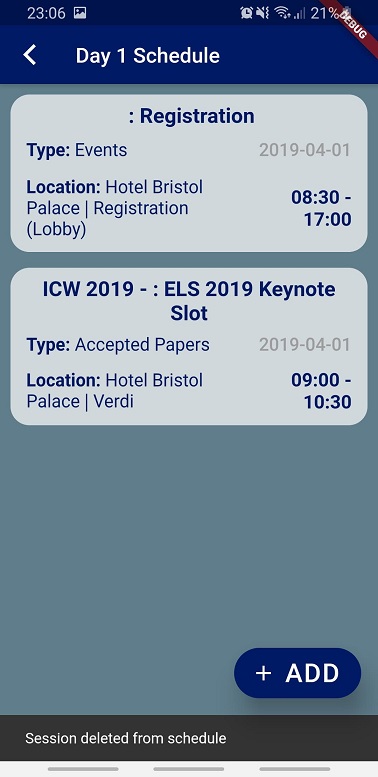 23:06 21%
DEBUG
Day 1 Schedule
: Registration
Type: Events 2019-04-01
Location: Hotel Bristol
Palace | Registration
(Lobby)
08:30 -
17:00
ICW 2019 - : ELS 2019 Keynote
Slot
Type: Accepted Papers 2019-04-01
Location: Hotel Bristol
Palace | Verdi
09:00 -
10:30
+ ADD
Session deleted from schedule